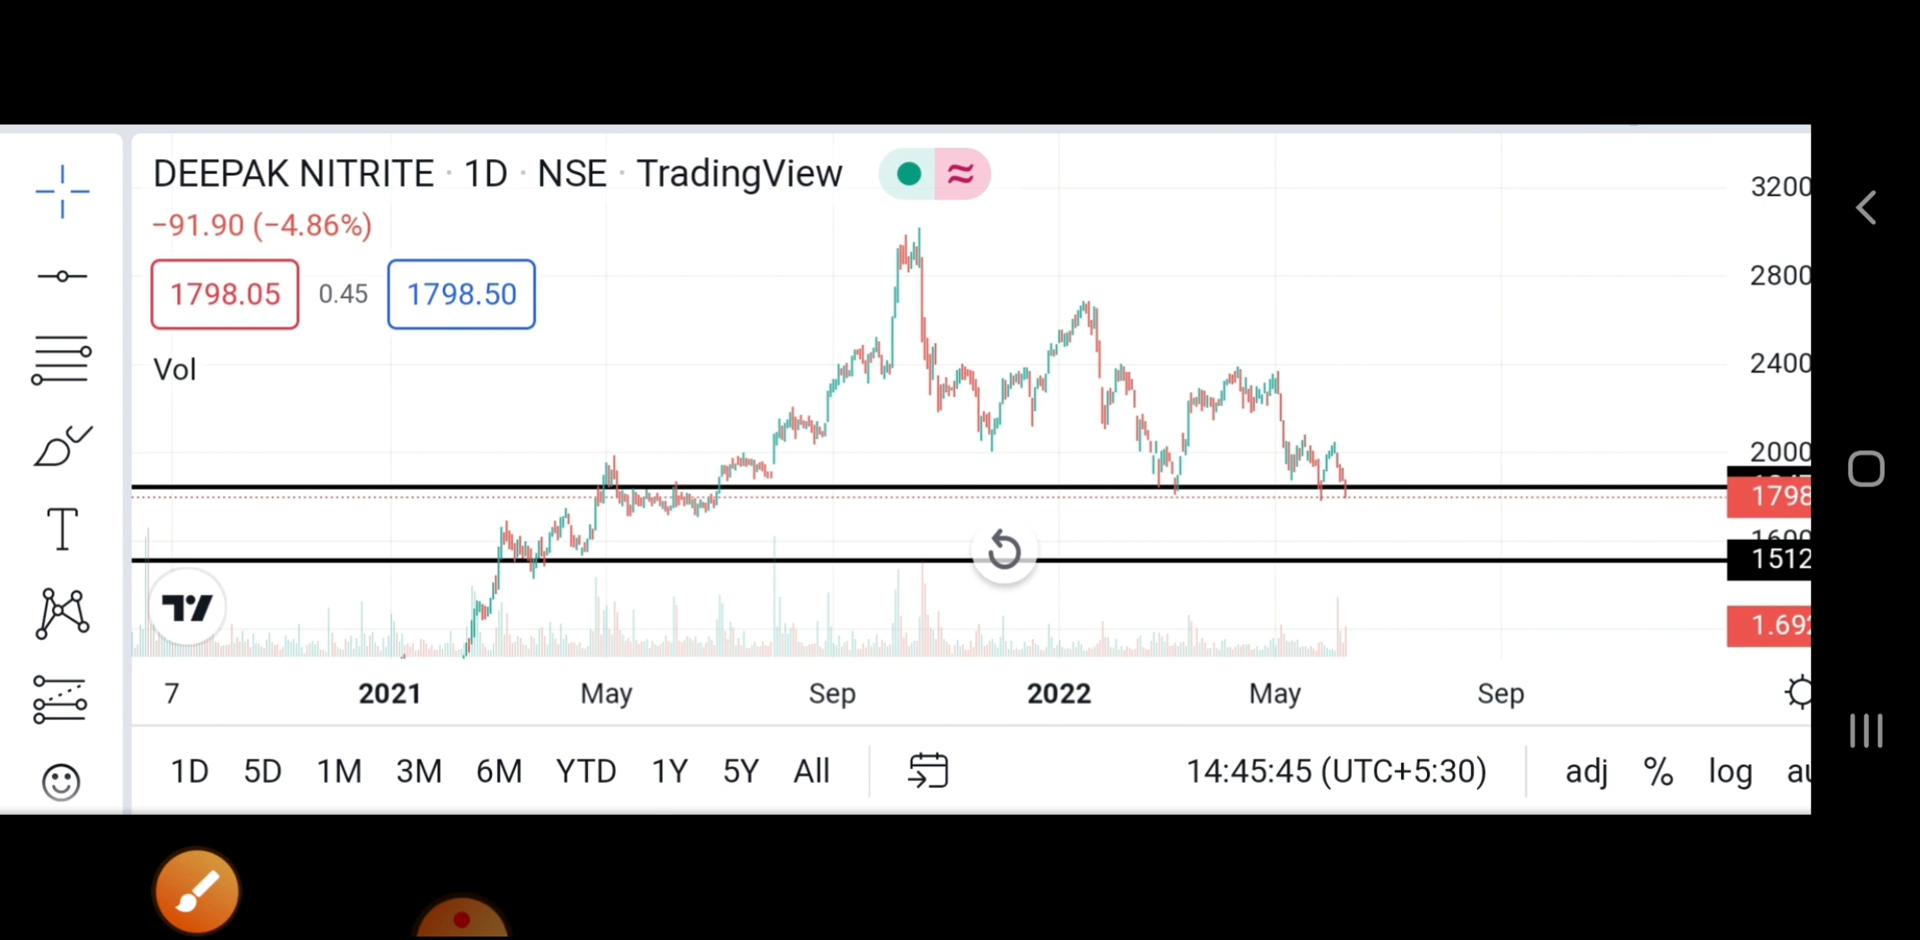 DEEPAK NITRITE · 1D · NSE · TradingView
−91.90 (−4.86%)
1798.05 0.45 1798.50
Vol
3200
2800
2400
2000
1798
1600
1512
1.69
7 2021 May Sep 2022 May Sep
1D 5D 1M 3M 6M YTD 1Y 5Y All 14:45:45 (UTC+5:30) adj % log